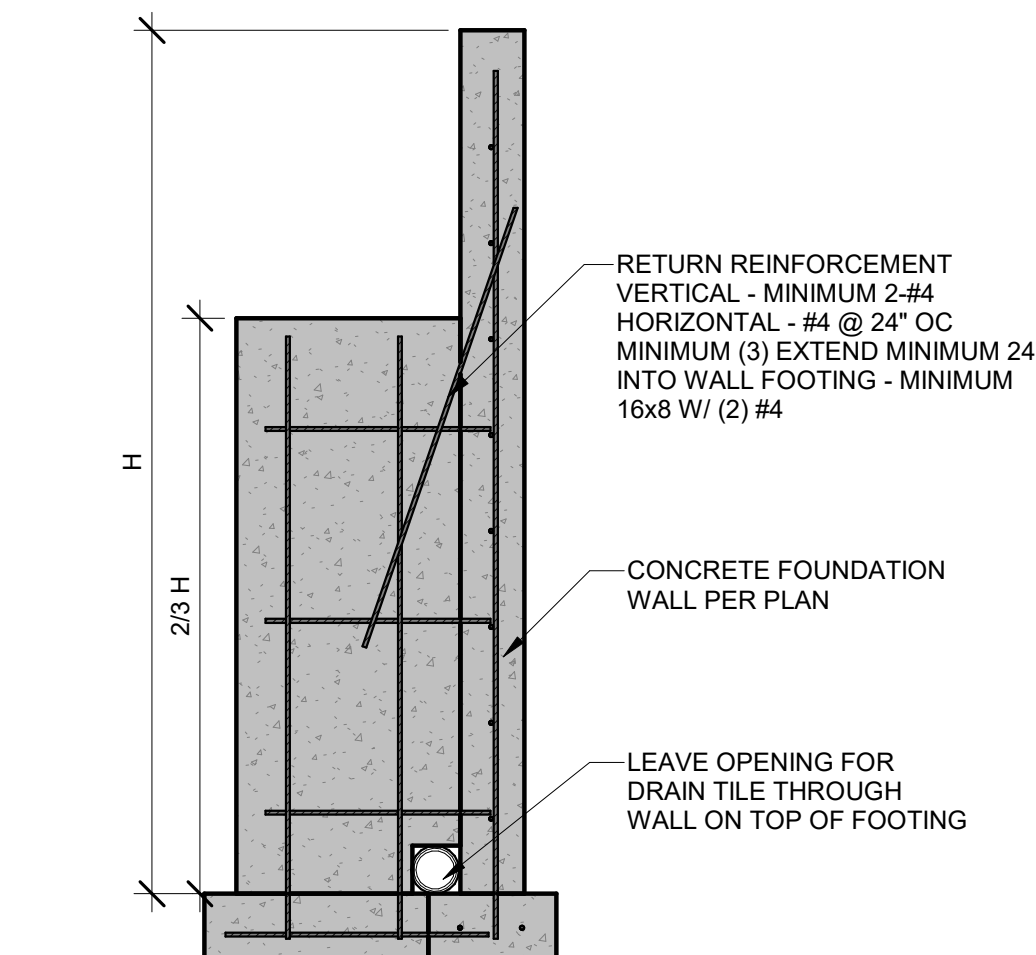 H
2/3 H
RETURN REINFORCEMENT
VERTICAL - MINIMUM 2-#4
HORIZONTAL - #4 @ 24" OC
MINIMUM (3) EXTEND MINIMUM 24
INTO WALL FOOTING - MINIMUM
16x8 W/ (2) #4
CONCRETE FOUNDATION
WALL PER PLAN
LEAVE OPENING FOR
DRAIN TILE THROUGH
WALL ON TOP OF FOOTING